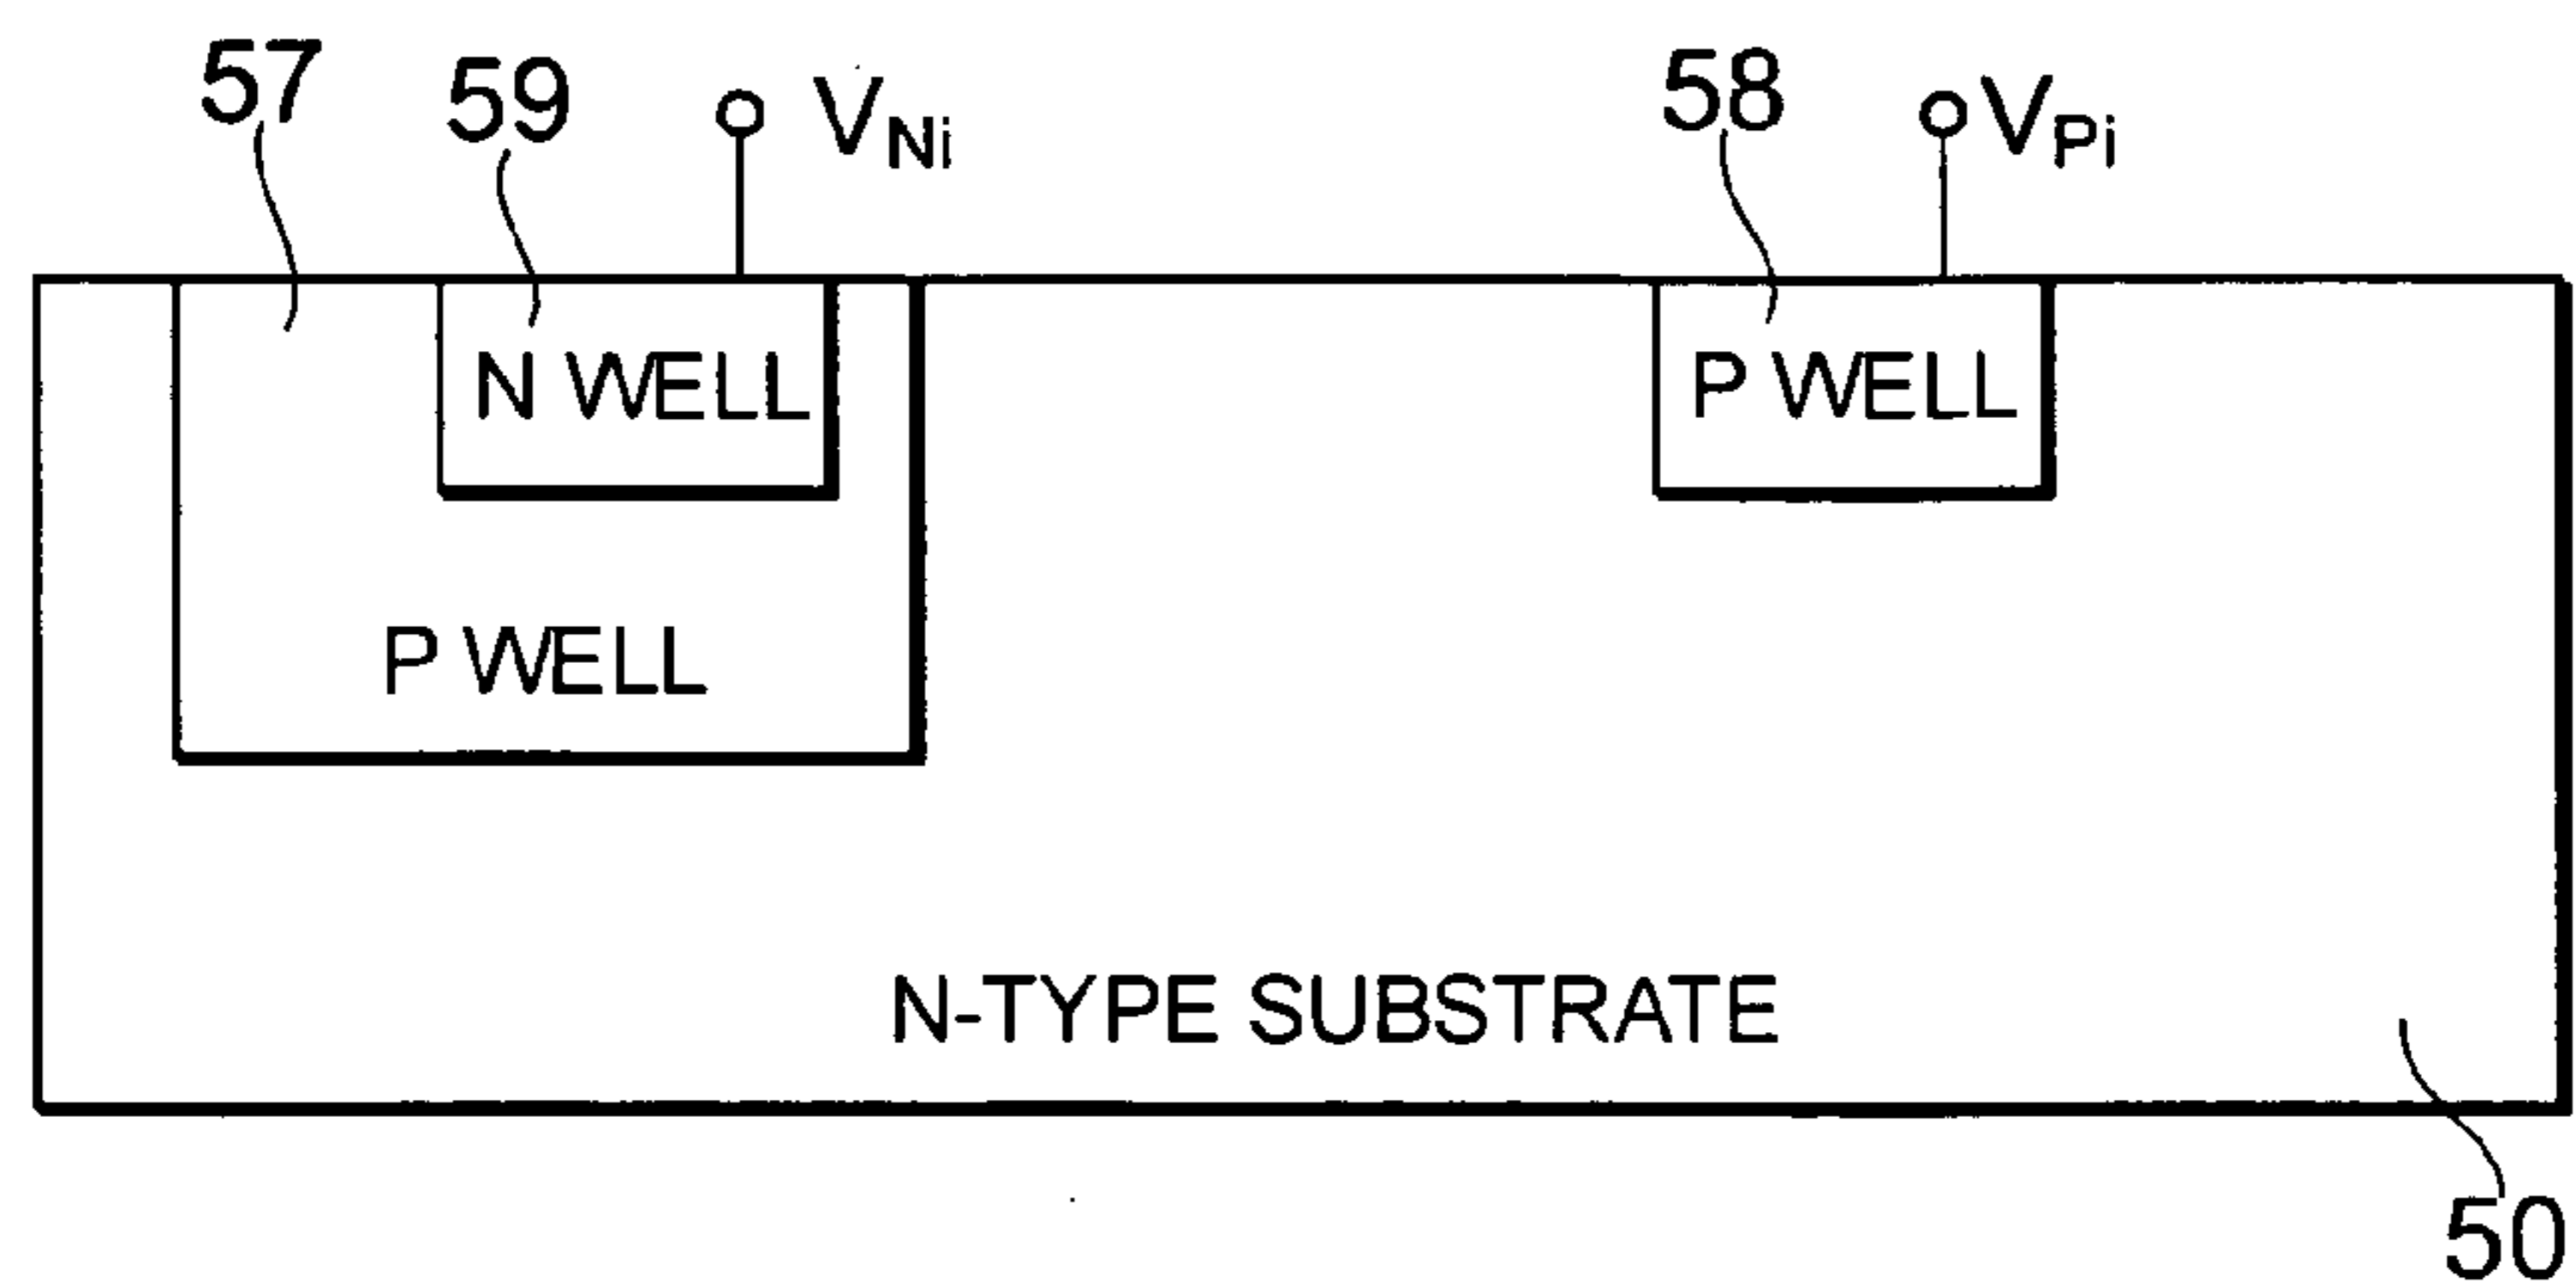 57 59 V_Ni 58 V_Pi
N WELL P WELL
P WELL
N-TYPE SUBSTRATE
50